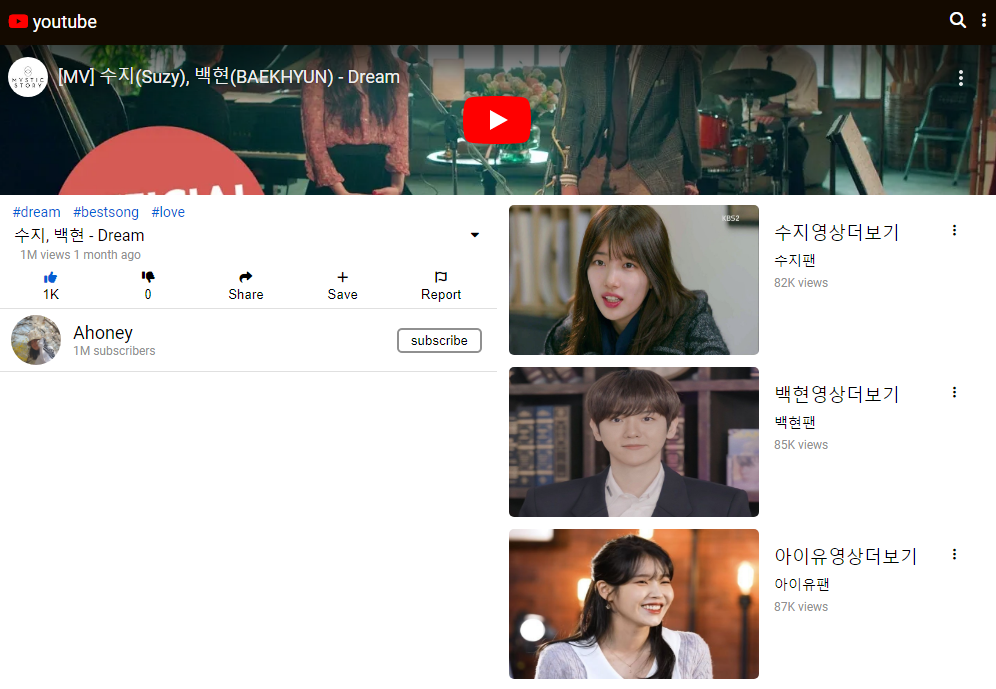 youtube
MYSTIC
STORY
[MV] 수지(Suzy), 백현(BAEKHYUN) - Dream
OFFICIAL
#dream #bestsong #love
수지, 백현 - Dream
1M views 1 month ago
1K
0
Share
Save
Report
Ahoney
1M subscribers
subscribe
KBS2
수지영상더보기
수지팬
82K views
백현영상더보기
백현팬
85K views
아이유영상더보기
아이유팬
87K views